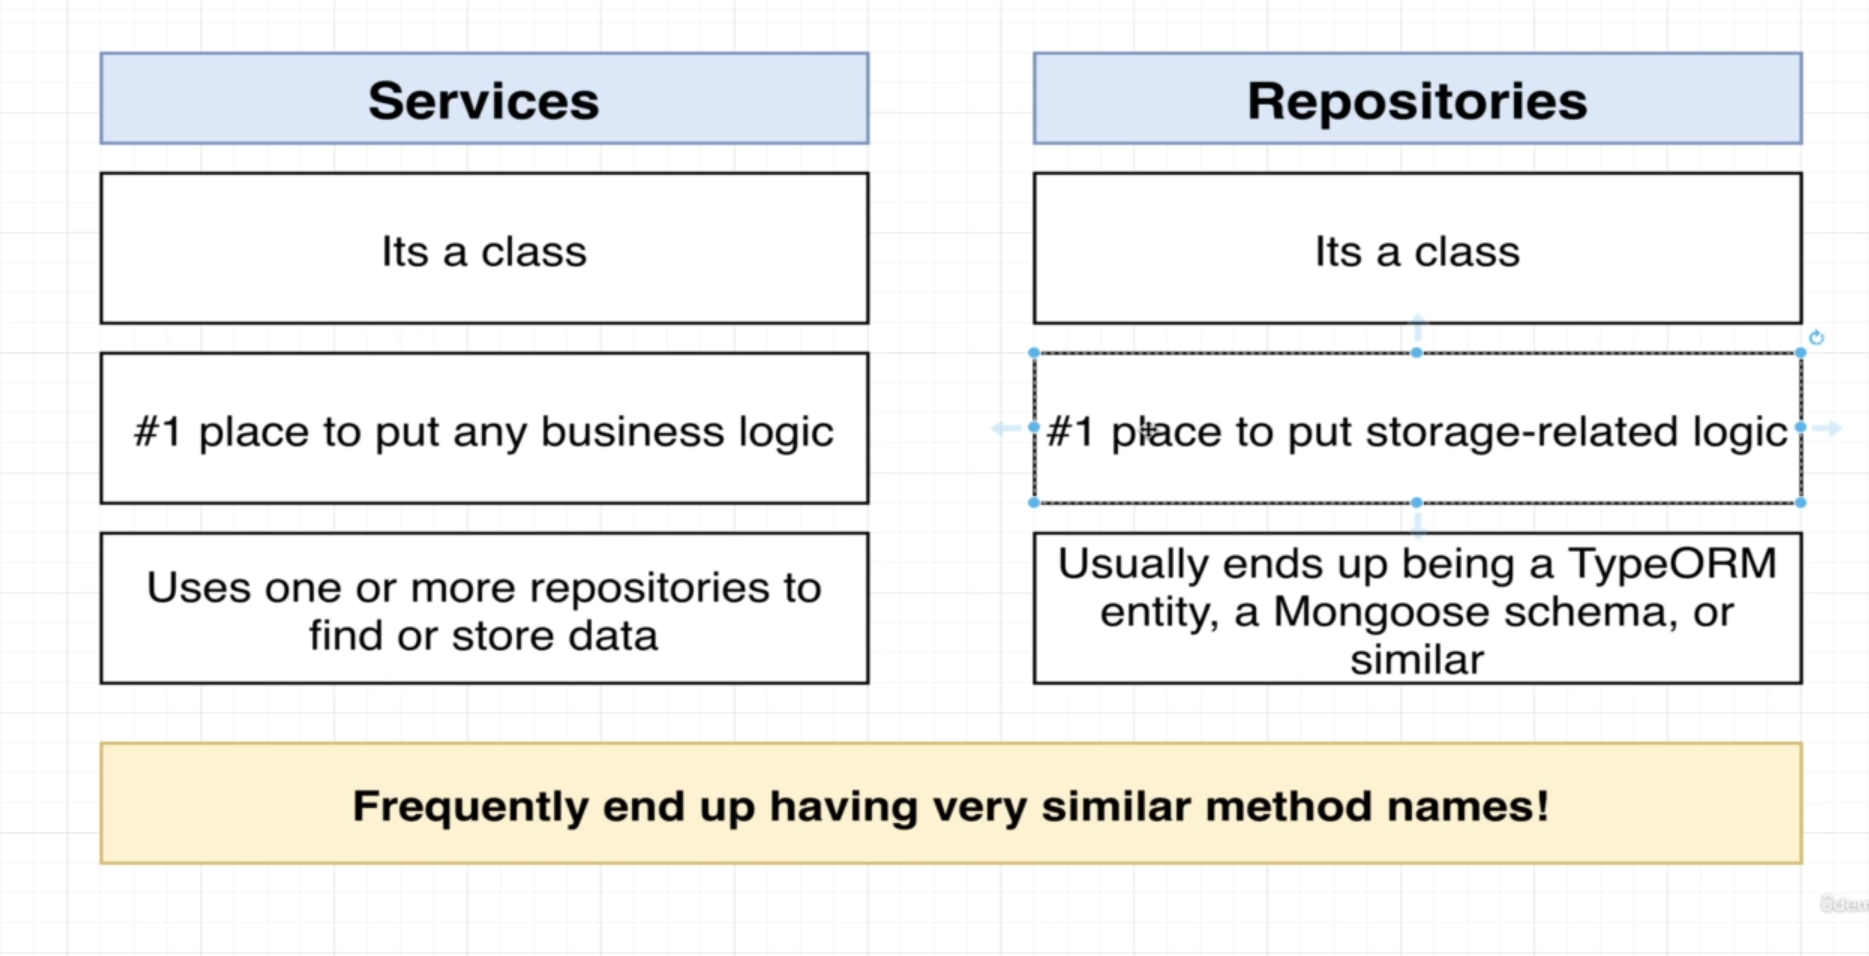 Services
Its a class
#1 place to put any business logic
Uses one or more repositories to
find or store data
Repositories
Its a class
#1 place to put storage-related logic
Usually ends up being a TypeORM
entity, a Mongoose schema, or
similar
Frequently end up having very similar method names!